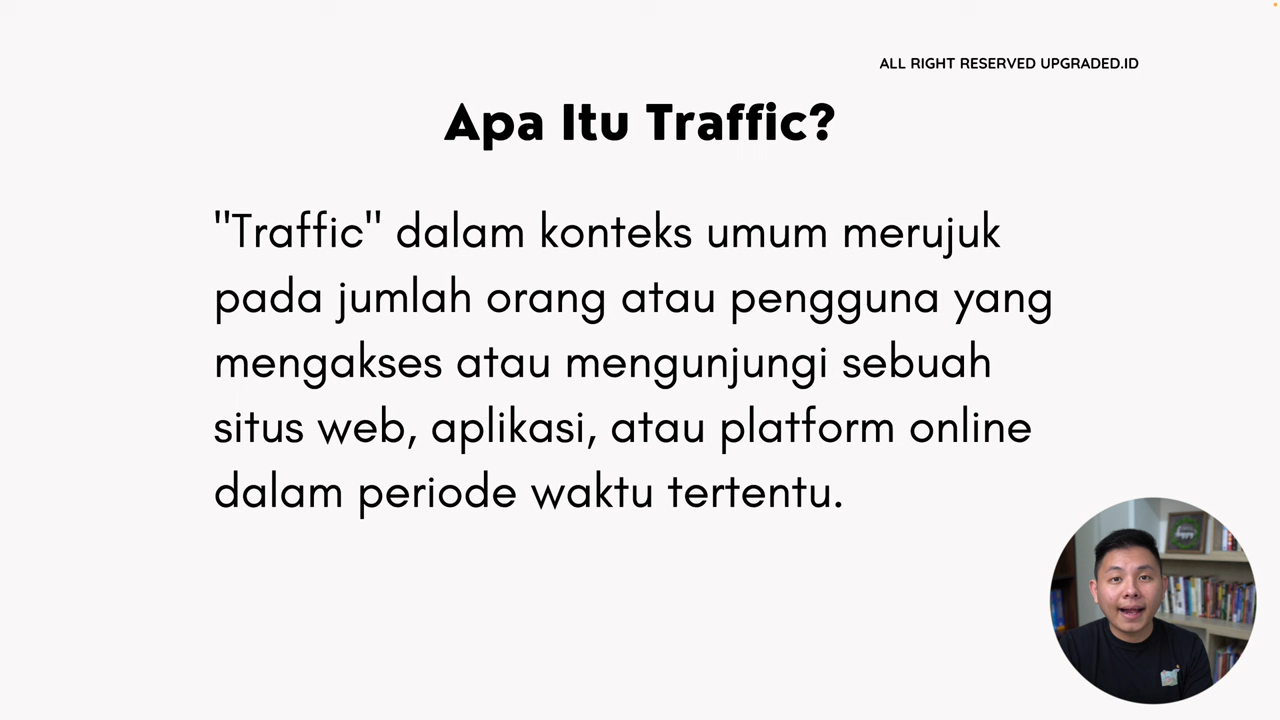 ALL RIGHT RESERVED UPGRADED.ID
Apa Itu Traffic?
"Traffic" dalam konteks umum merujuk
pada jumlah orang atau pengguna yang
mengakses atau mengunjungi sebuah
situs web, aplikasi, atau platform online
dalam periode waktu tertentu.